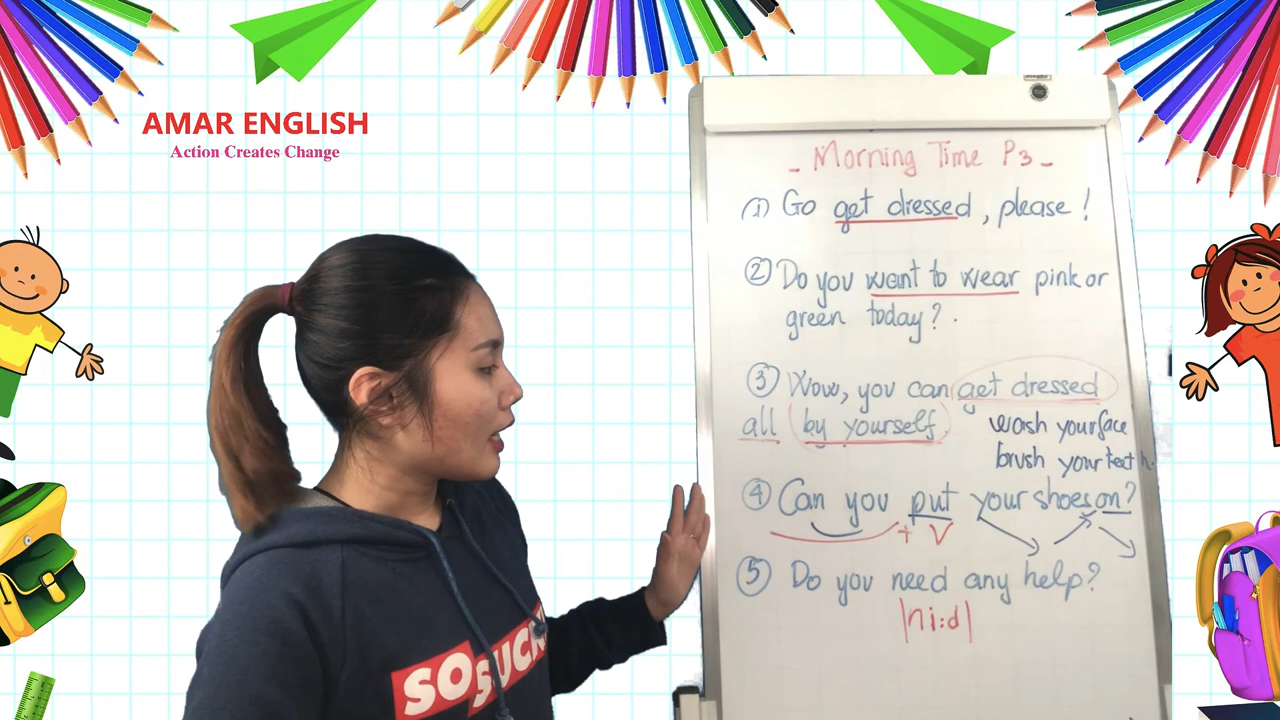 AMAR ENGLISH
Action Creates Change
- Morning Time P3 -
(1) Go get dressed, please!
② Do you want to wear pink or
green today?.
③ Wow, you can get dressed
all by yourself
wash your face
brush your teeth.
④ Can you put your shoes on?
+ V
⑤ Do you need any help?
|ni:d|